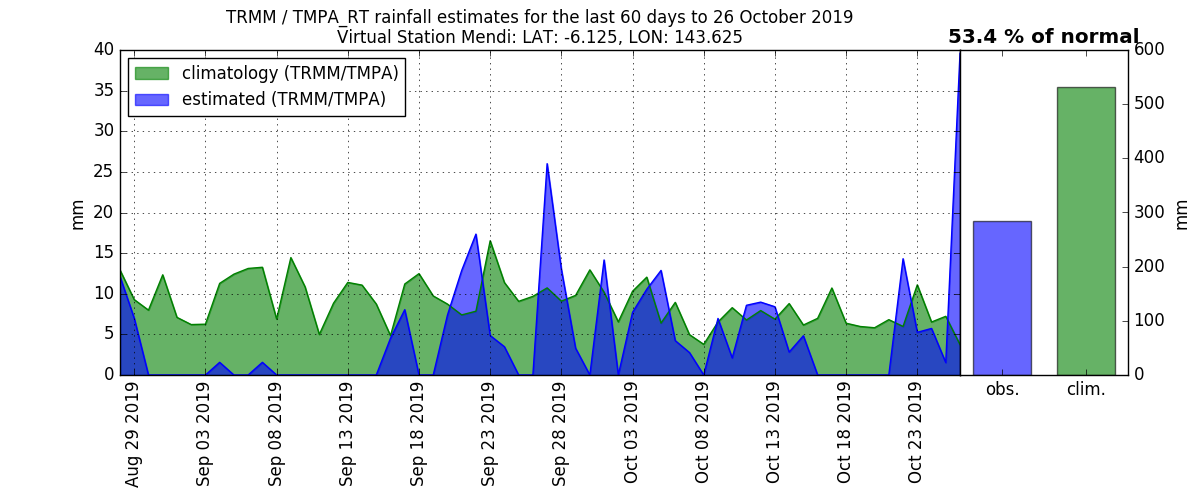 TRMM / TMPA_RT rainfall estimates for the last 60 days to 26 October 2019
Virtual Station Mendi: LAT: -6.125, LON: 143.625
53.4 % of normal
climatology (TRMM/TMPA)
estimated (TRMM/TMPA)
mm
40
35
30
25
20
15
10
5
0
600
500
400
300
200
100
0
mm
Aug 29 2019
Sep 03 2019
Sep 08 2019
Sep 13 2019
Sep 18 2019
Sep 23 2019
Sep 28 2019
Oct 03 2019
Oct 08 2019
Oct 13 2019
Oct 18 2019
Oct 23 2019
obs.
clim.